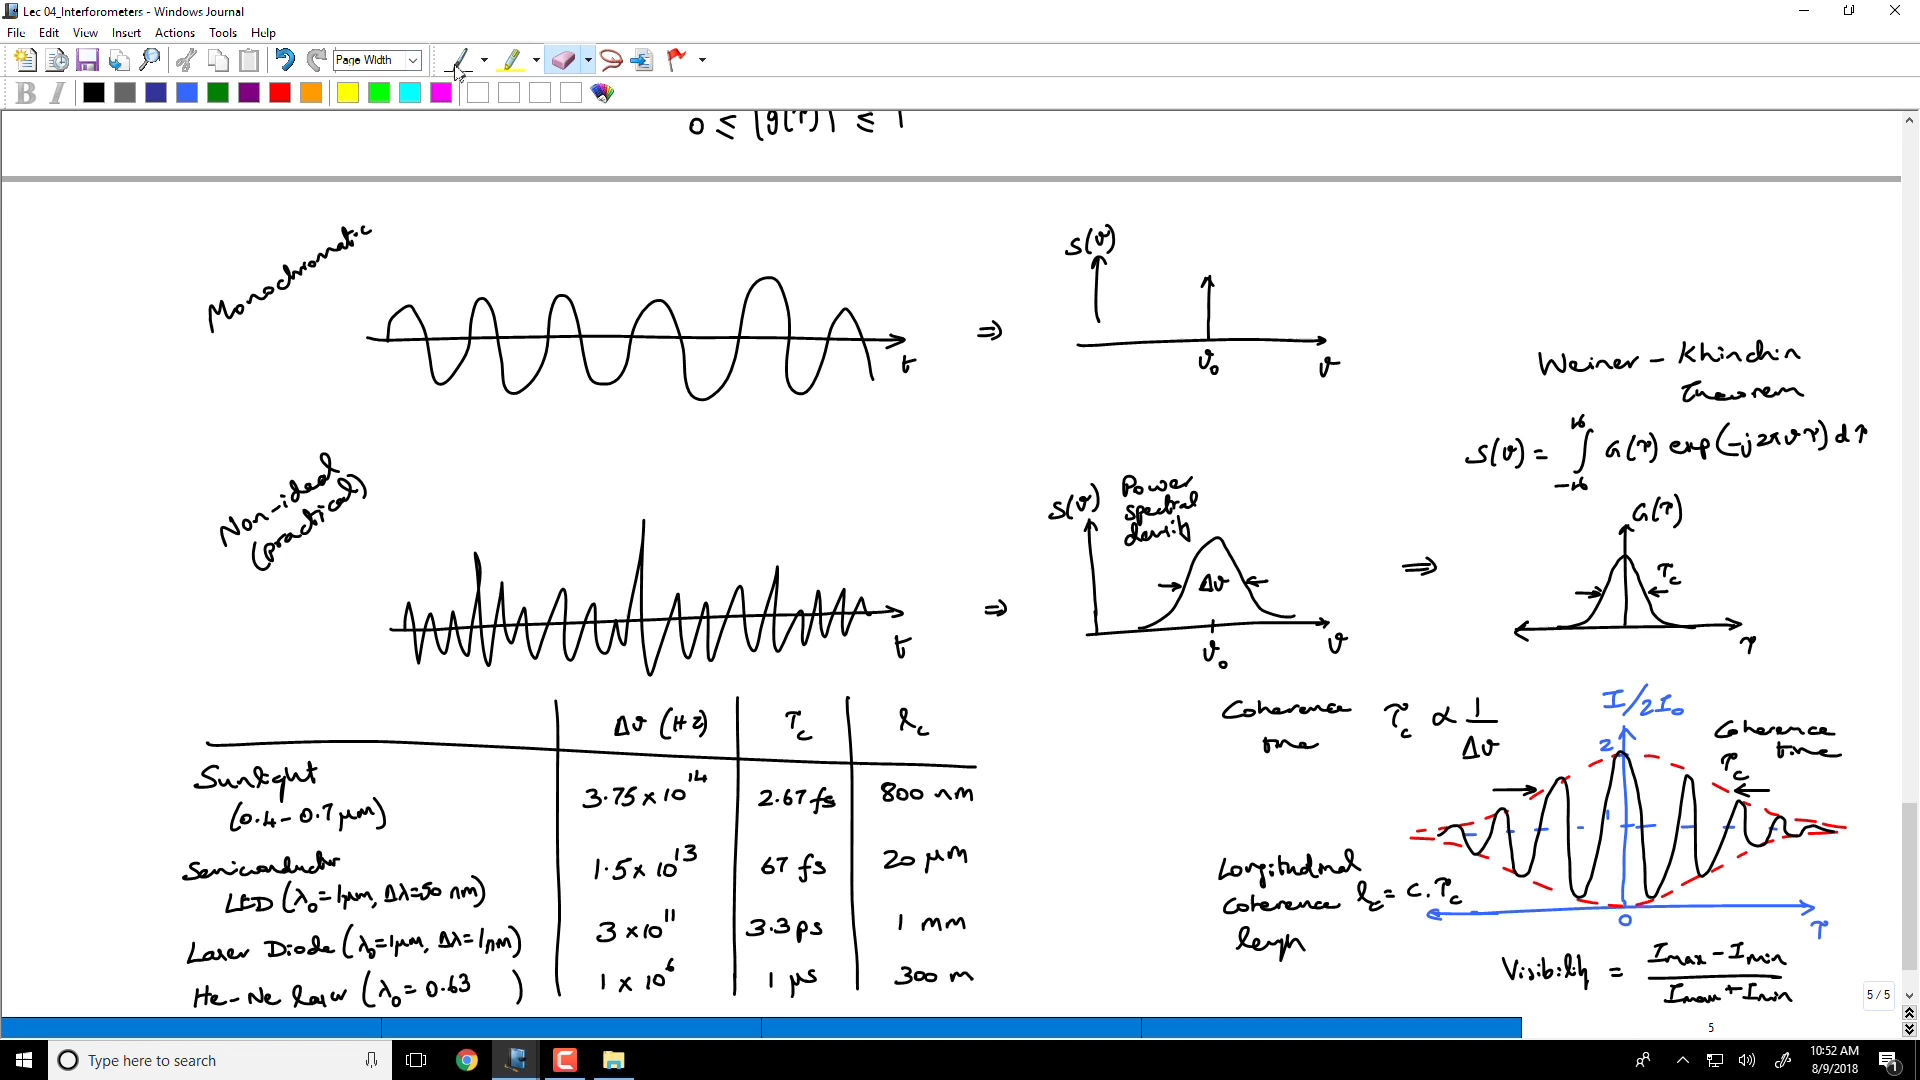 Lec 04_Interforometers - Windows Journal
File Edit View Insert Actions Tools Help
Page Width
B I
0 ≤ |g(τ)| ≤ 1
Monochromatic
t
⇒
S(ν)
ν₀
ν
Weiner - Khinchin
Theorem
S(ν) = ∫ G(τ) exp(-j2πντ) dτ
∞
-∞
Non-ideal
(practical)
t
⇒
S(ν)
Power
spectral
density
Δν
ν₀
ν
⇒
G(τ)
τc
τ
Δν (Hz) τc lc
Sunlight
(0.4 - 0.7 μm) 3.75 × 10¹⁴ 2.67 fs 800 nm
Semiconductor
LED (λ₀=1μm, Δλ=50 nm) 1.5 × 10¹³ 67 fs 20 μm
Laser Diode (λ₀=1μm, Δλ=1nm) 3 × 10¹¹ 3.3 ps 1 mm
He-Ne laser (λ₀= 0.63 ) 1 × 10⁶ 1 μs 300 m
Coherence
time
τc ∝ 1/Δν
Longitudinal
coherence lc = c.τc
length
I/2I₀
2
1
0
τ
Coherence
time
τc
Visibility = Imax - Imin / Imax + Imin
5 / 5
5
Type here to search
10:52 AM
8/9/2018
1